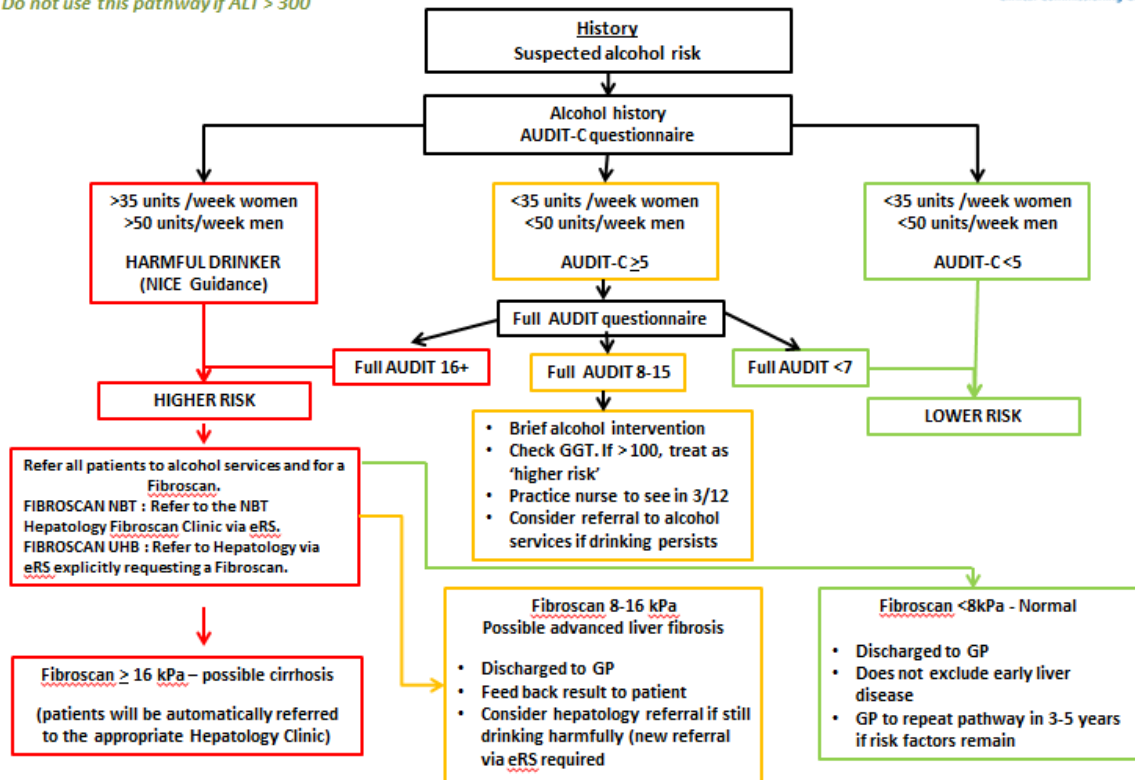 Do not use this pathway if ALT > 300
History
Suspected alcohol risk
Alcohol history
AUDIT-C questionnaire
>35 units /week women
>50 units/week men
HARMFUL DRINKER
(NICE Guidance)
<35 units /week women
<50 units/week men
AUDIT-C ≥5
<35 units /week women
<50 units/week men
AUDIT-C <5
Full AUDIT questionnaire
Full AUDIT 16+
Full AUDIT 8-15
Full AUDIT <7
HIGHER RISK
LOWER RISK
• Brief alcohol intervention
• Check GGT. If > 100, treat as
'higher risk'
• Practice nurse to see in 3/12
• Consider referral to alcohol
services if drinking persists
Refer all patients to alcohol services and for a
Fibroscan.
FIBROSCAN NBT : Refer to the NBT
Hepatology Fibroscan Clinic via eRS.
FIBROSCAN UHB : Refer to Hepatology via
eRS explicitly requesting a Fibroscan.
Fibroscan ≥ 16 kPa – possible cirrhosis
(patients will be automatically referred
to the appropriate Hepatology Clinic)
Fibroscan 8-16 kPa
Possible advanced liver fibrosis
• Discharged to GP
• Feed back result to patient
• Consider hepatology referral if still
drinking harmfully (new referral
via eRS required
Fibroscan <8kPa - Normal
• Discharged to GP
• Does not exclude early liver
disease
• GP to repeat pathway in 3-5 years
if risk factors remain